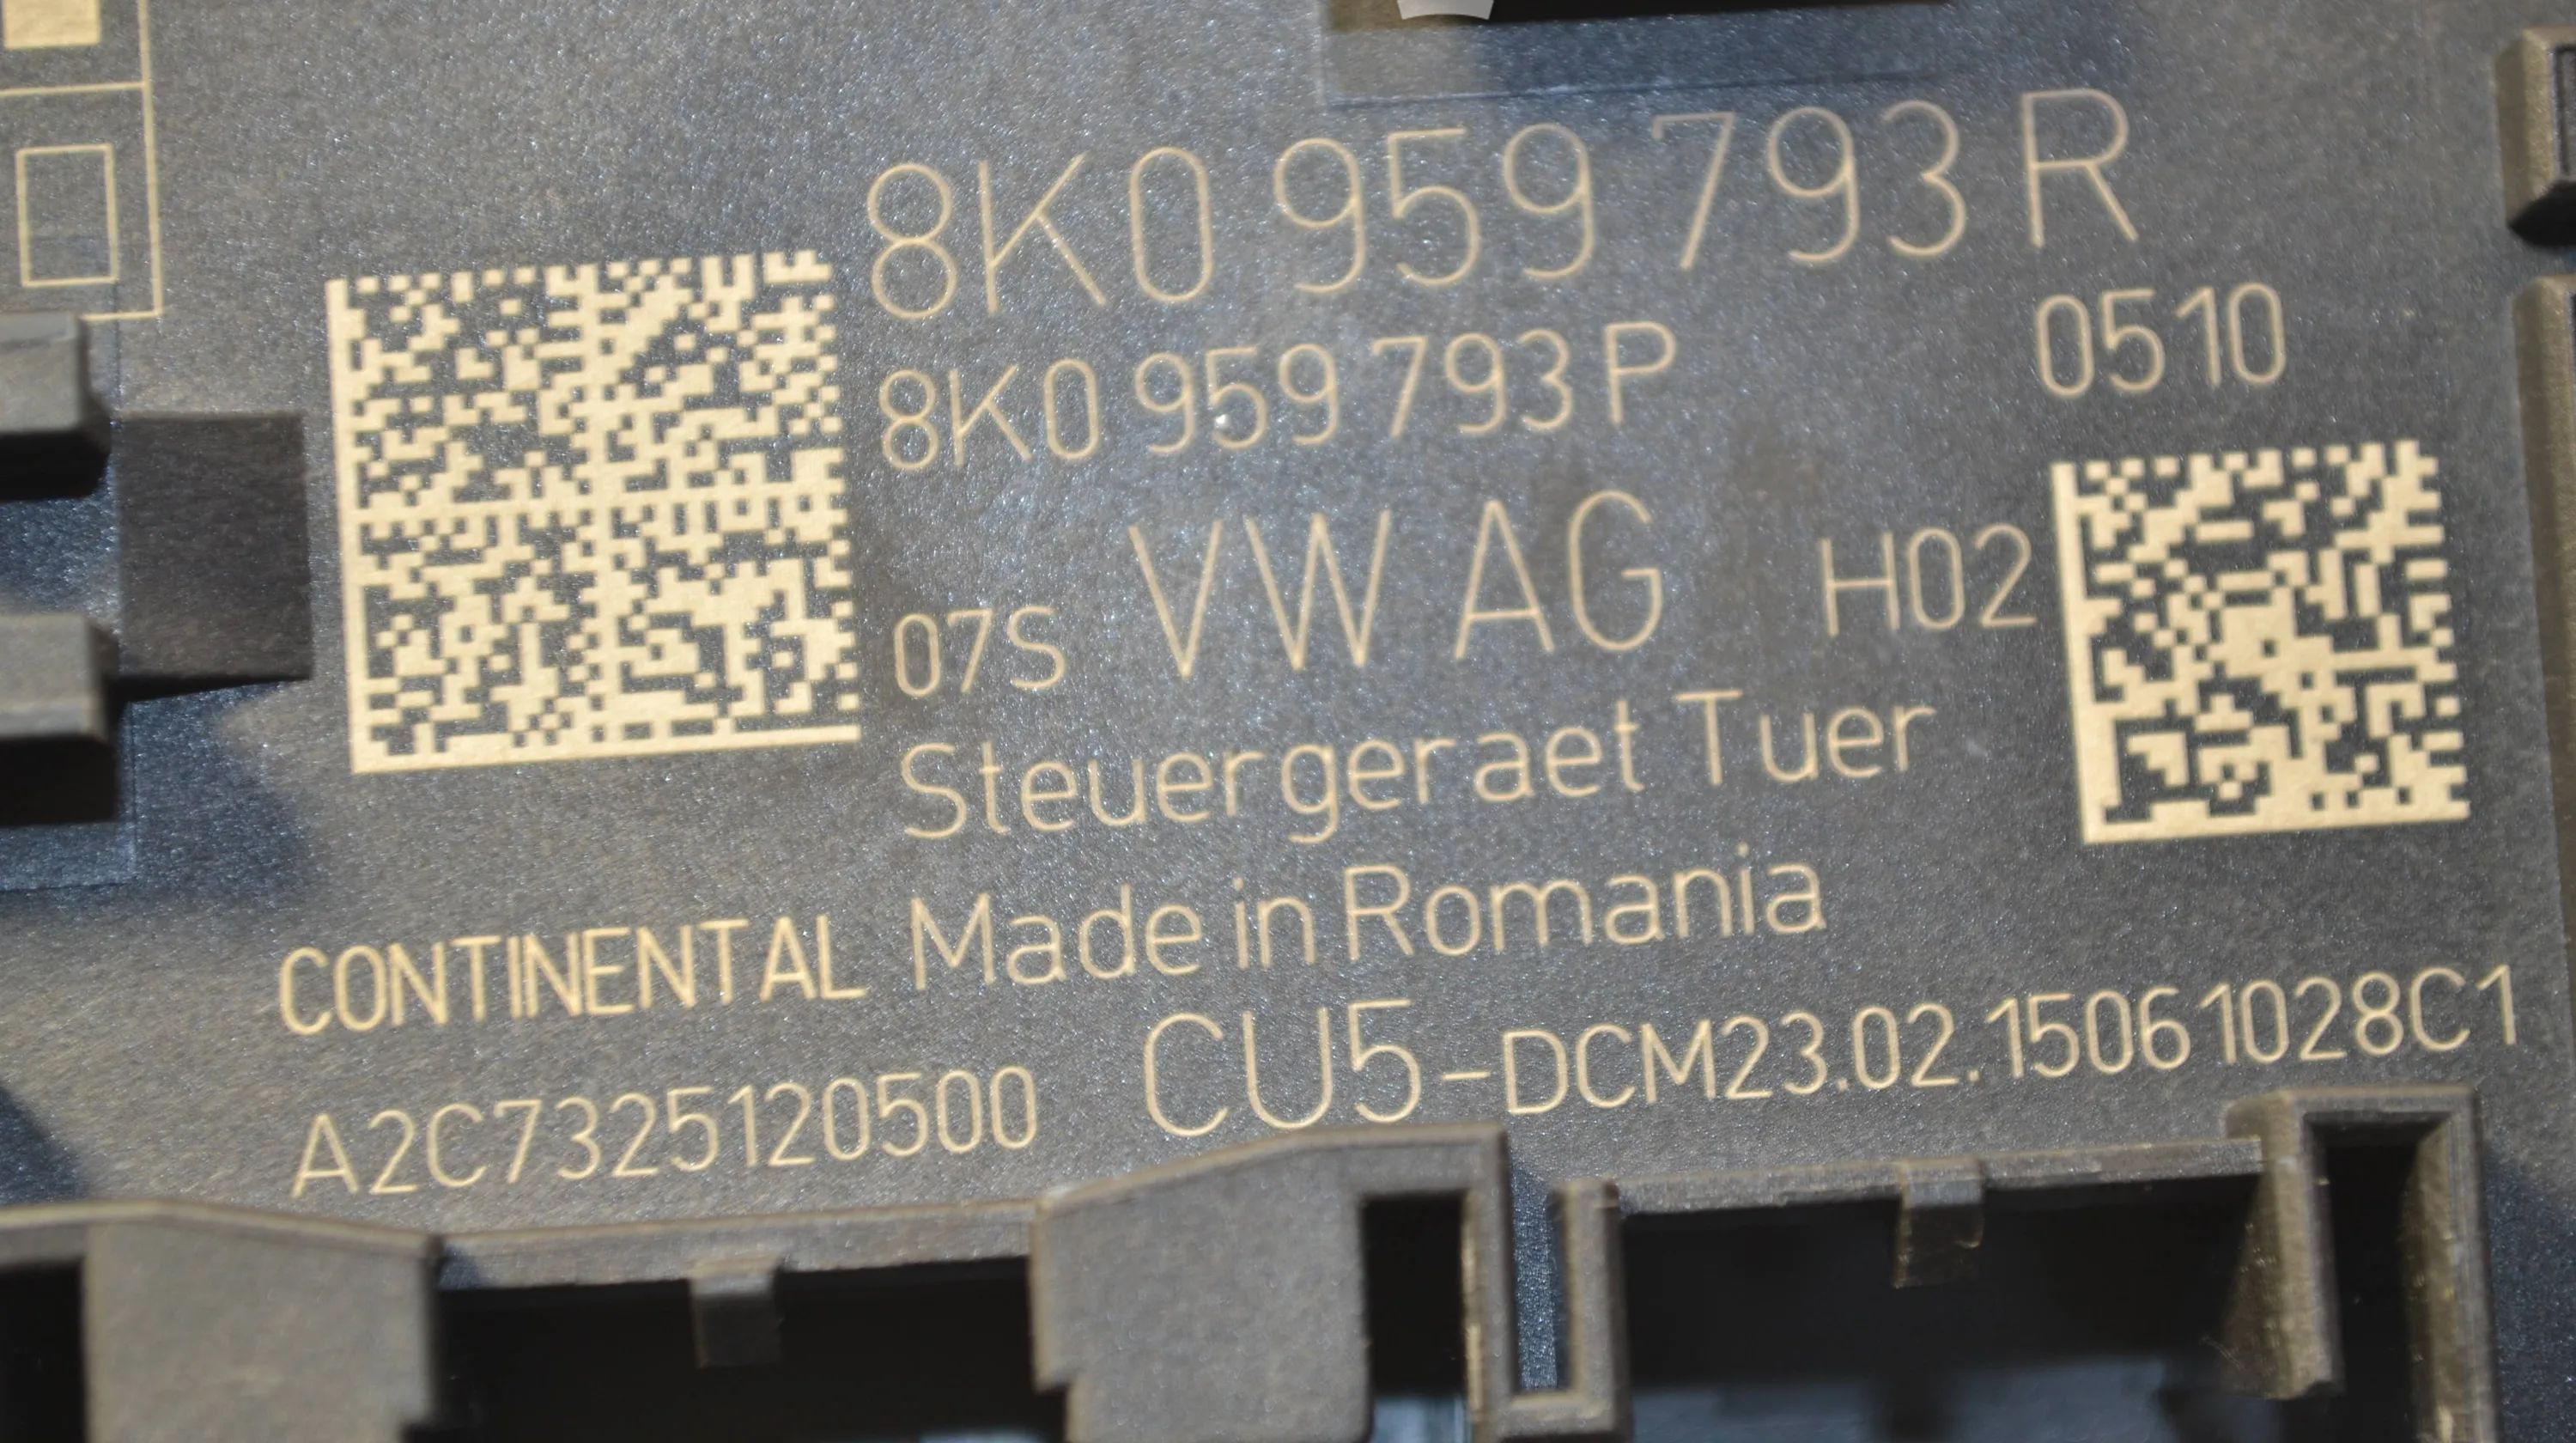 8K0 959 793 R
8K0 959 793 P 0510
07S VW AG H02
Steuergeraet Tuer
CONTINENTAL Made in Romania
A2C7325120500 CU5-DCM23.02.15061028C1